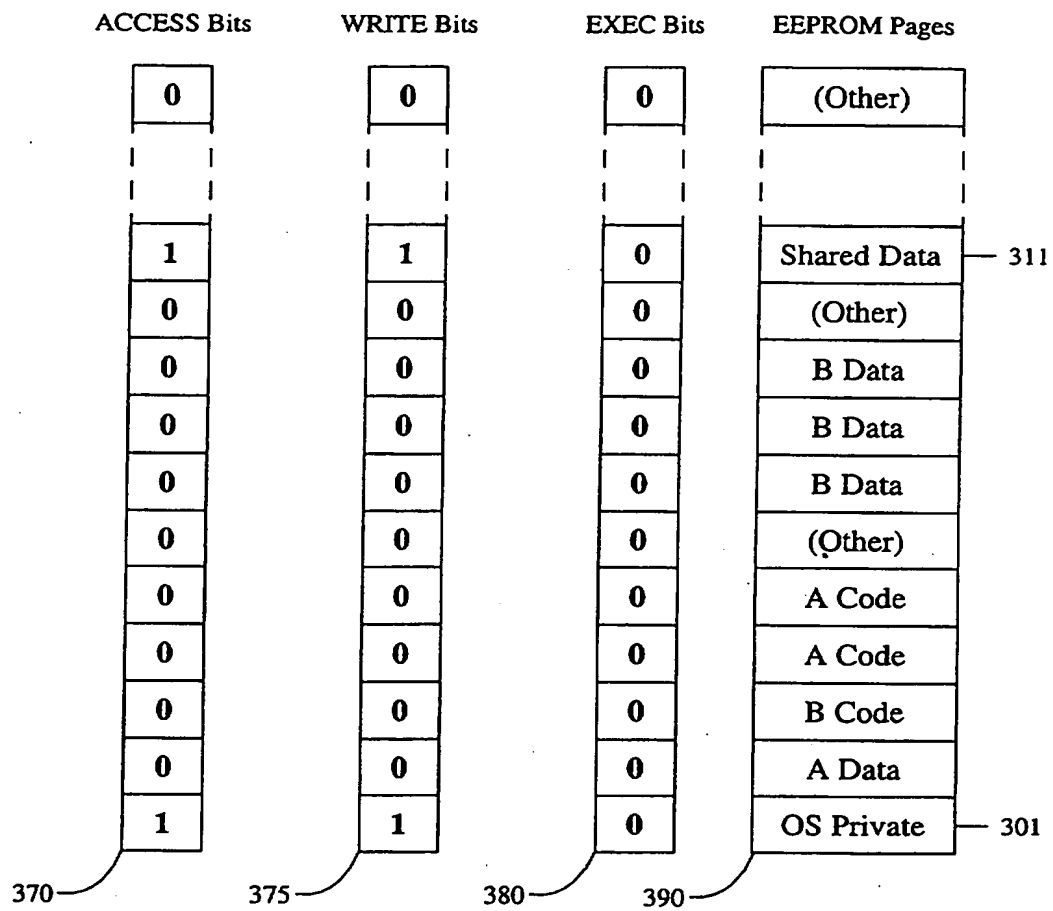 ACCESS Bits WRITE Bits EXEC Bits EEPROM Pages
0 0 0 (Other)
1 1 0 Shared Data 311
0 0 0 (Other)
0 0 0 B Data
0 0 0 B Data
0 0 0 B Data
0 0 0 (Other)
0 0 0 A Code
0 0 0 A Code
0 0 0 B Code
0 0 0 A Data
1 1 0 OS Private 301
370 375 380 390